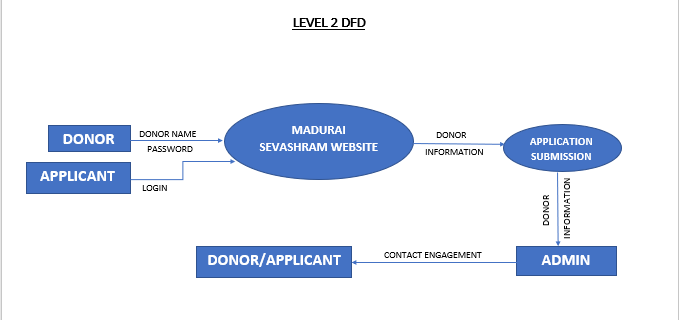 LEVEL 2 DFD
DONOR
DONOR NAME
PASSWORD
APPLICANT
LOGIN
MADURAI
SEVASHRAM WEBSITE
DONOR
INFORMATION
APPLICATION
SUBMISSION
DONOR
INFORMATION
ADMIN
CONTACT ENGAGEMENT
DONOR/APPLICANT